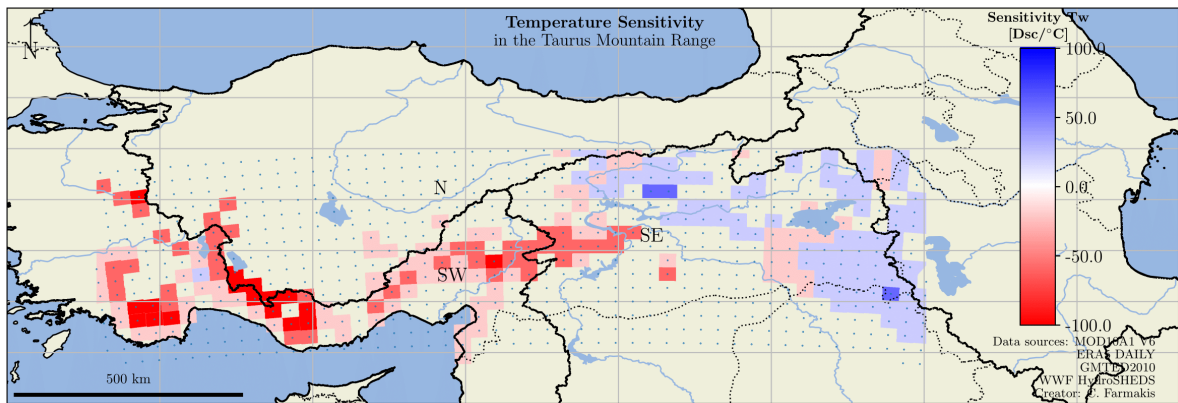 Temperature Sensitivity
in the Taurus Mountain Range
Sensitivity Tw
[Dsc/°C]
N
100.0
50.0
0.0
-50.0
-100.0
N
SE
SW
500 km
Data sources: MOD10A1 V6
ERA5 DAILY
GMTED2010
WWF HydroSHEDS
Creator: C. Farmakis